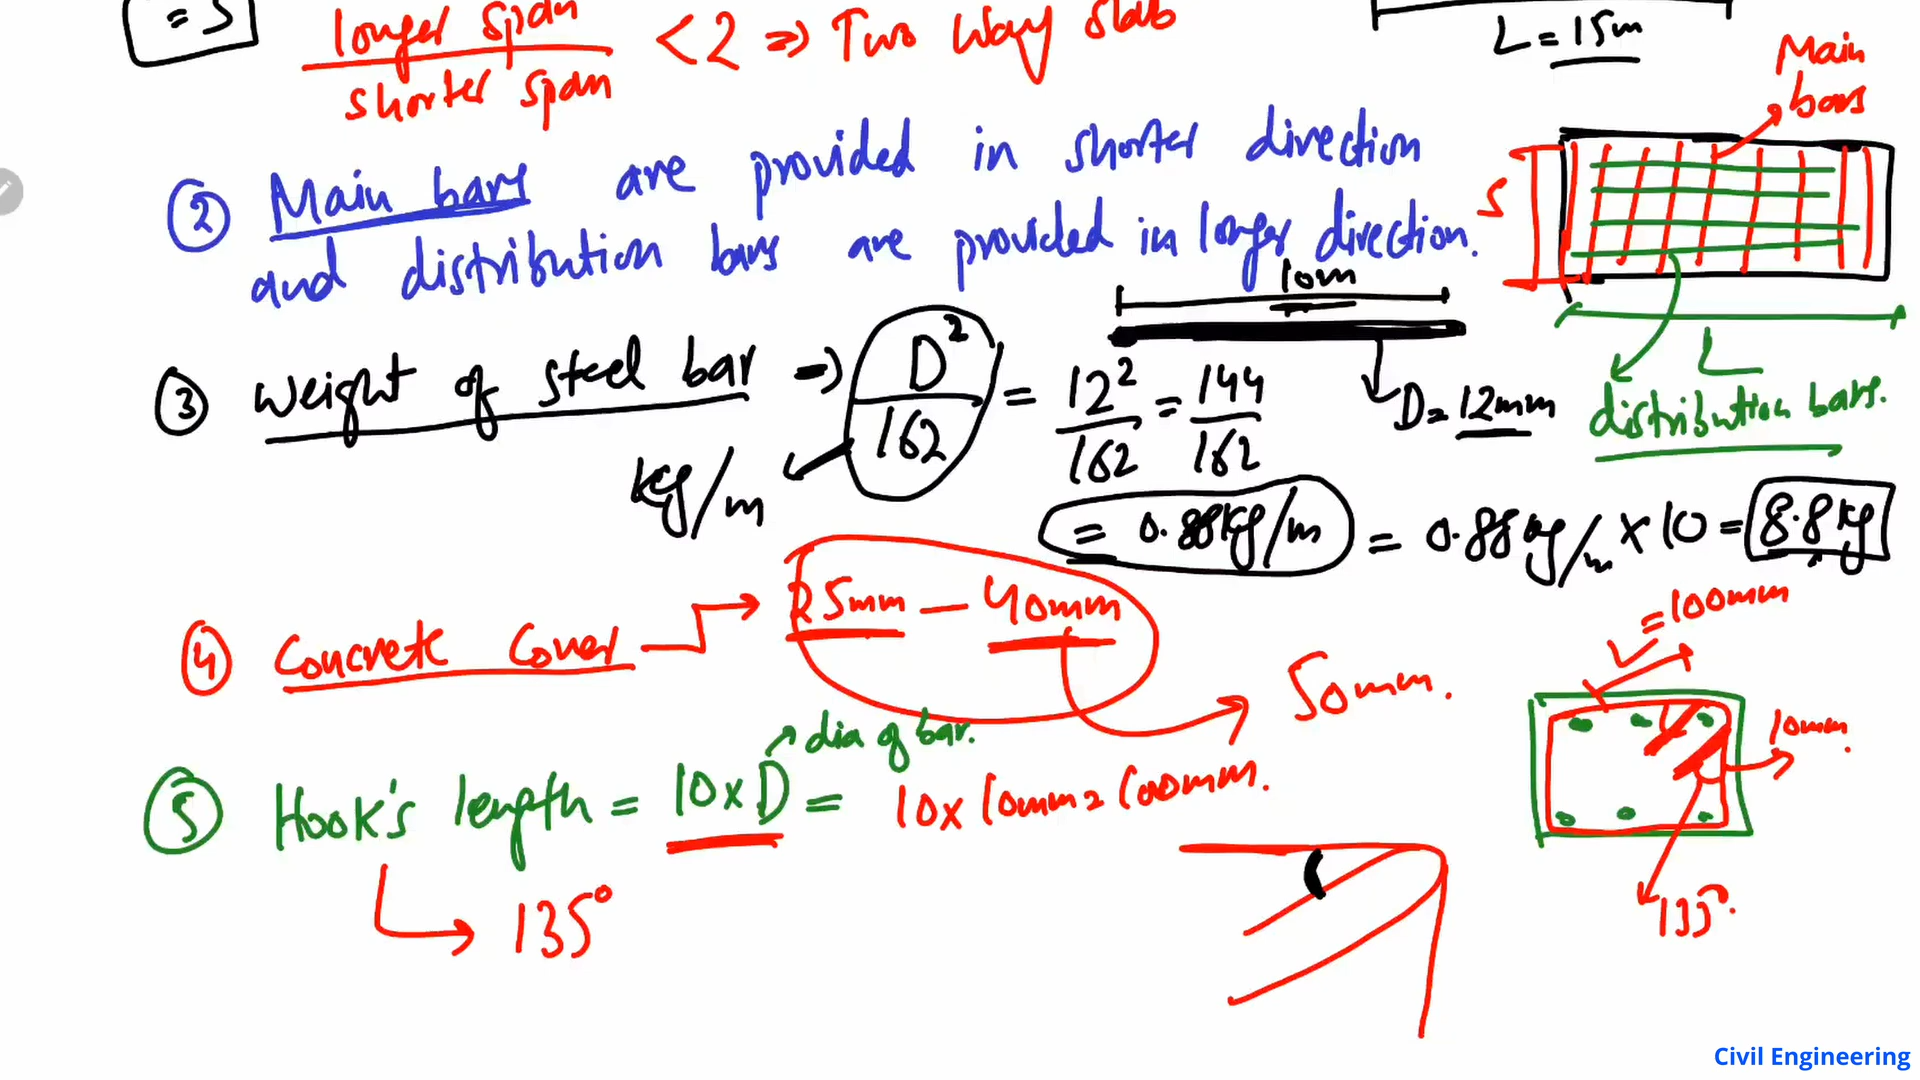 = 5
longer span
shorter span
< 2 => Two Way slab
L = 15m
Main
bars
② Main bars are provided in shorter direction
and distribution bars are provided in longer direction.
S
L
distribution bars.
10m
③ Weight of steel bar => D²/162 = 12²/162 = 144/162
D = 12mm
kg/m
= 0.88kg/m = 0.88kg/m x 10 = 8.8kg
④ Concrete Cover → 25mm — 40mm
50mm.
= 100mm
10mm.
135°
dia of bar.
⑤ Hook's length = 10xD = 10x10mm = 100mm.
135°
Civil Engineering